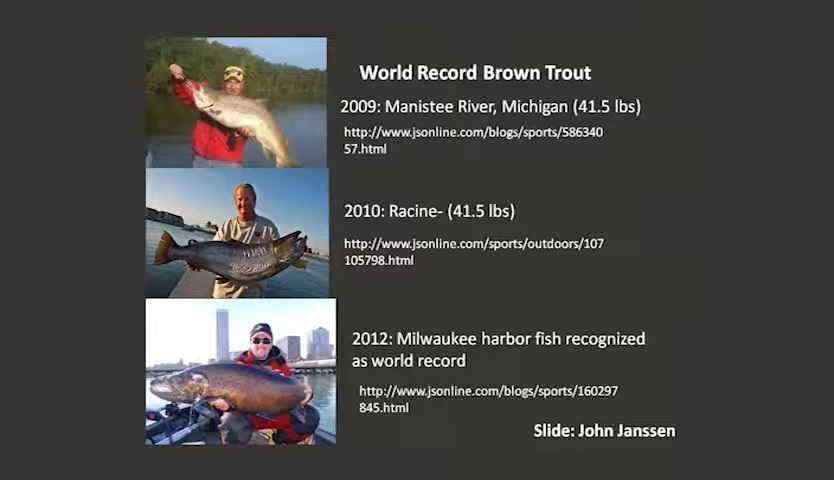 World Record Brown Trout
2009: Manistee River, Michigan (41.5 lbs)
http://www.jsonline.com/blogs/sports/586340
57.html
2010: Racine- (41.5 lbs)
http://www.jsonline.com/sports/outdoors/107
105798.html
2012: Milwaukee harbor fish recognized
as world record
http://www.jsonline.com/blogs/sports/160297
845.html
Slide: John Janssen